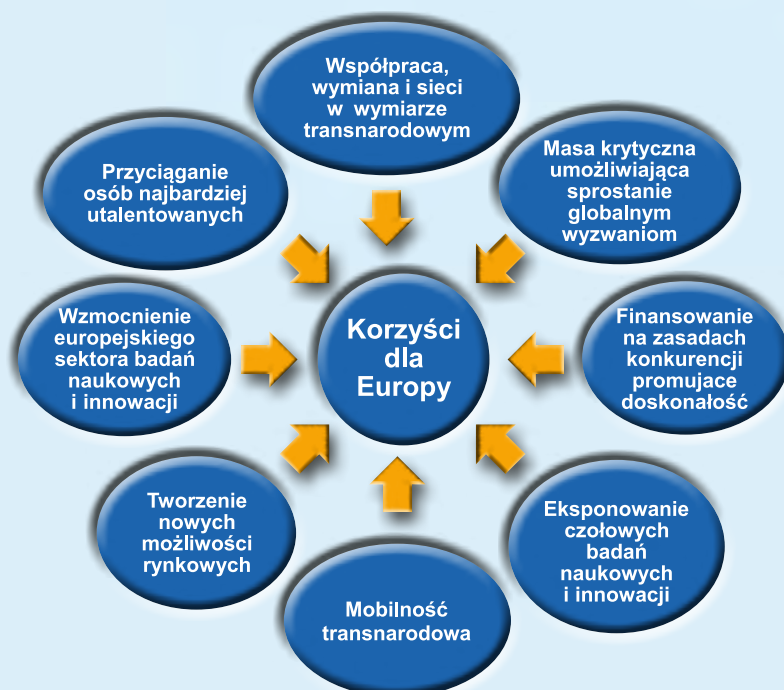 Współpraca,
wymiana i sieci
w wymiarze
transnarodowym
Przyciąganie
osób najbardziej
utalentowanych
Masa krytyczna
umożliwiająca
sprostanie
globalnym
wyzwaniom
Wzmocnienie
europejskiego
sektora badań
naukowych
i innowacji
Korzyści
dla
Europy
Finansowanie
na zasadach
konkurencji
promujace
doskonałość
Tworzenie
nowych
możliwości
rynkowych
Mobilność
transnarodowa
Eksponowanie
czołowych
badań
naukowych
i innowacji